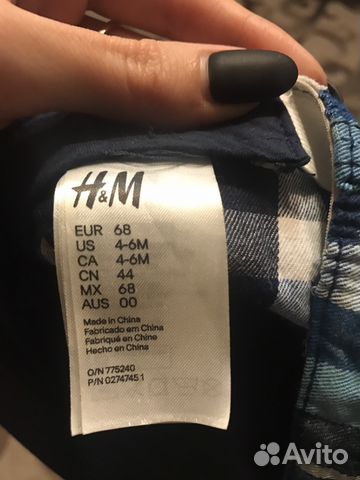 H&M
EUR 68
US 4-6M
CA 4-6M
CN 44
MX 68
AUS 00
Made in China
Fabricado em China
Fabriqué en Chine
Hecho en China
O/N 775240
P/N 0274745 1
Avito